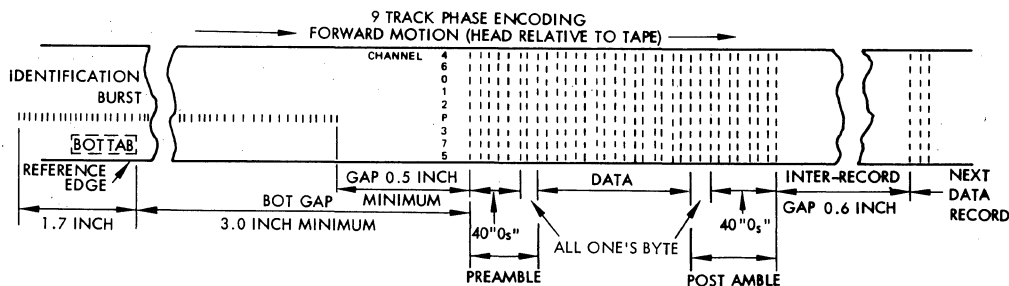 9 TRACK PHASE ENCODING
FORWARD MOTION (HEAD RELATIVE TO TAPE)
CHANNEL
4
6
0
1
2
P
3
7
5
IDENTIFICATION
BURST
BOT TAB
REFERENCE
EDGE
1.7 INCH
BOT GAP
3.0 INCH MINIMUM
GAP 0.5 INCH
MINIMUM
40"0s"
PREAMBLE
DATA
ALL ONE'S BYTE
40"0s"
POST AMBLE
INTER-RECORD
GAP 0.6 INCH
NEXT
DATA
RECORD